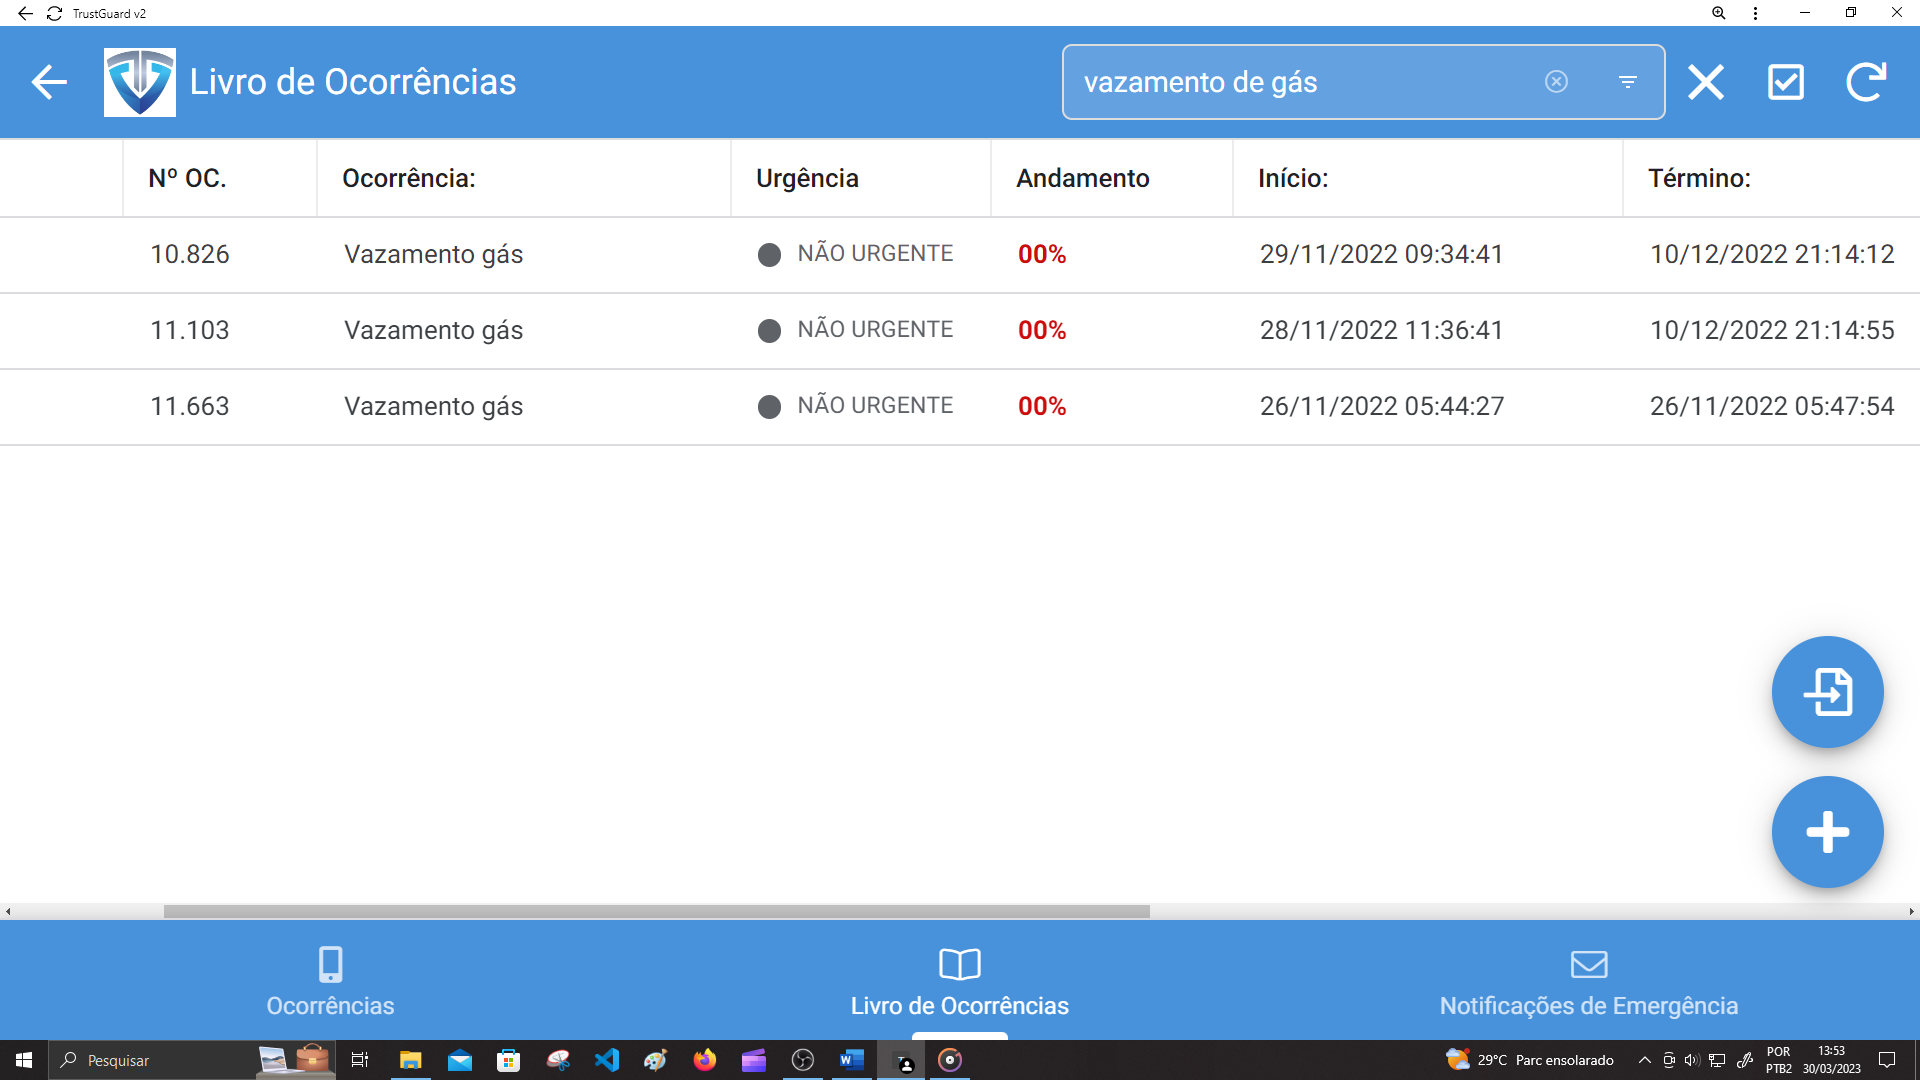 TrustGuard v2
Livro de Ocorrências
vazamento de gás
Nº OC. Ocorrência: Urgência Andamento Início: Término:
10.826 Vazamento gás NÃO URGENTE 00% 29/11/2022 09:34:41 10/12/2022 21:14:12
11.103 Vazamento gás NÃO URGENTE 00% 28/11/2022 11:36:41 10/12/2022 21:14:55
11.663 Vazamento gás NÃO URGENTE 00% 26/11/2022 05:44:27 26/11/2022 05:47:54
Ocorrências Livro de Ocorrências Notificações de Emergência
Pesquisar
29°C Parc ensolarado
POR
PTB2
13:53
30/03/2023